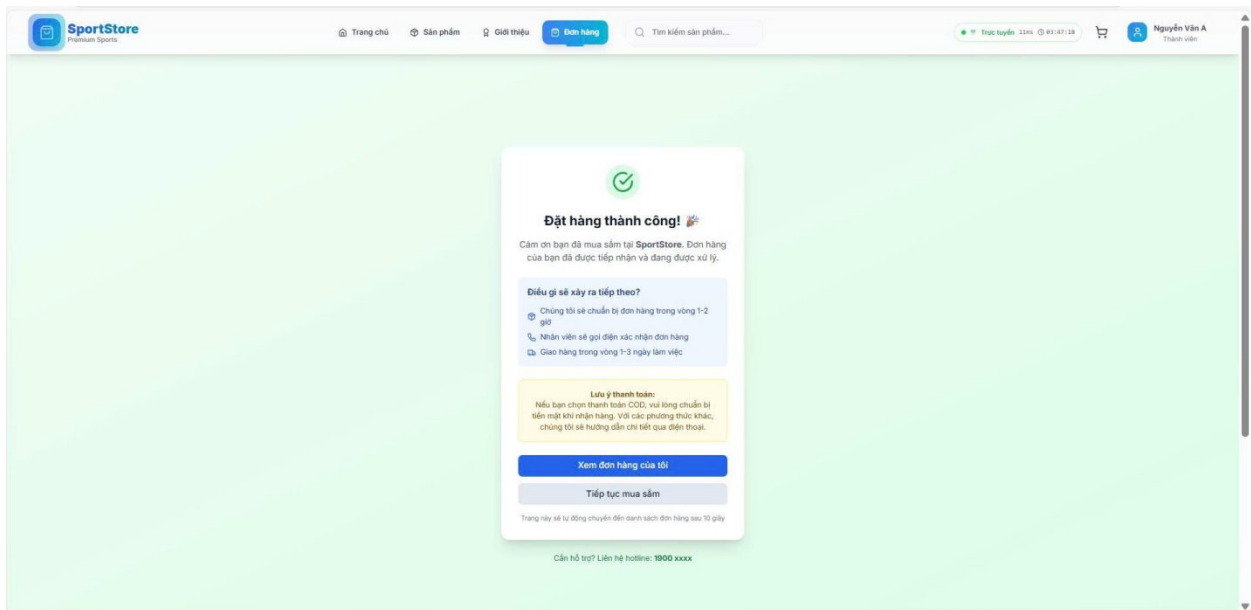 SportStore
Premium Sports
Trang chủ
Sản phẩm
Giới thiệu
Đơn hàng
Tìm kiếm sản phẩm...
Trực tuyến 11ms 03:47:18
Nguyễn Văn A
Thành viên
Đặt hàng thành công! 🎉
Cảm ơn bạn đã mua sắm tại SportStore. Đơn hàng
của bạn đã được tiếp nhận và đang được xử lý.
Điều gì sẽ xảy ra tiếp theo?
Chúng tôi sẽ chuẩn bị đơn hàng trong vòng 1-2
giờ
Nhân viên sẽ gọi điện xác nhận đơn hàng
Giao hàng trong vòng 1-3 ngày làm việc
Lưu ý thanh toán:
Nếu bạn chọn thanh toán COD, vui lòng chuẩn bị
tiền mặt khi nhận hàng. Với các phương thức khác,
chúng tôi sẽ hướng dẫn chi tiết qua điện thoại.
Xem đơn hàng của tôi
Tiếp tục mua sắm
Trang này sẽ tự động chuyển đến danh sách đơn hàng sau 10 giây
Cần hỗ trợ? Liên hệ hotline: 1900 xxxx